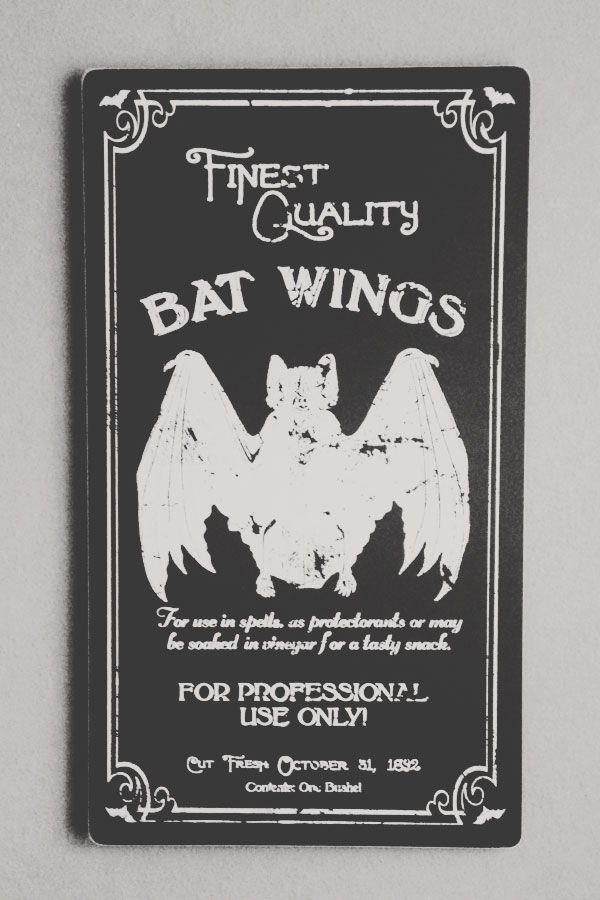 Finest
Quality
BAT WINGS
For use in spells, as protectorants or may
be soaked in vinegar for a tasty snack.
FOR PROFESSIONAL
USE ONLY!
Cut Fresh October 31, 1892
Contents: One Bushel